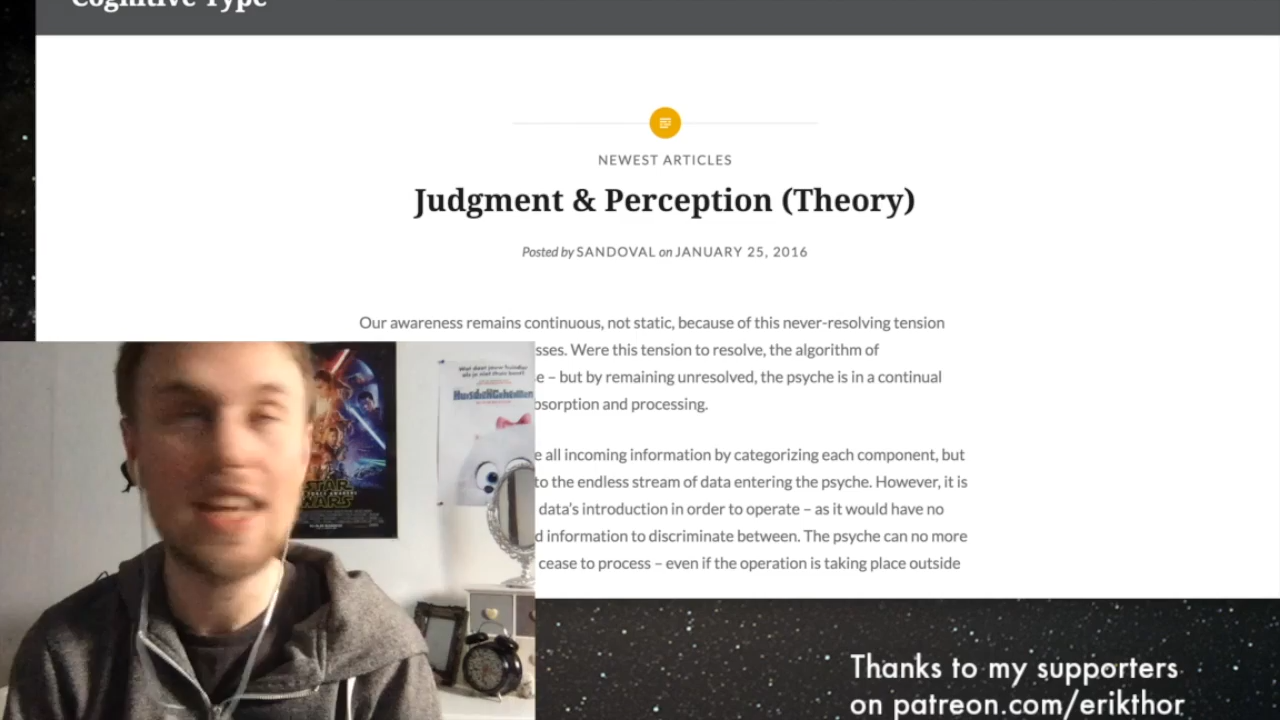 Cognitive Type
NEWEST ARTICLES
Judgment & Perception (Theory)
Posted by SANDOVAL on JANUARY 25, 2016
Our awareness remains continuous, not static, because of this never-resolving tension
sses. Were this tension to resolve, the algorithm of
e – but by remaining unresolved, the psyche is in a continual
bsorption and processing.
e all incoming information by categorizing each component, but
to the endless stream of data entering the psyche. However, it is
data's introduction in order to operate – as it would have no
d information to discriminate between. The psyche can no more
cease to process – even if the operation is taking place outside
STAR
WARS
Thanks to my supporters
on patreon.com/erikthor